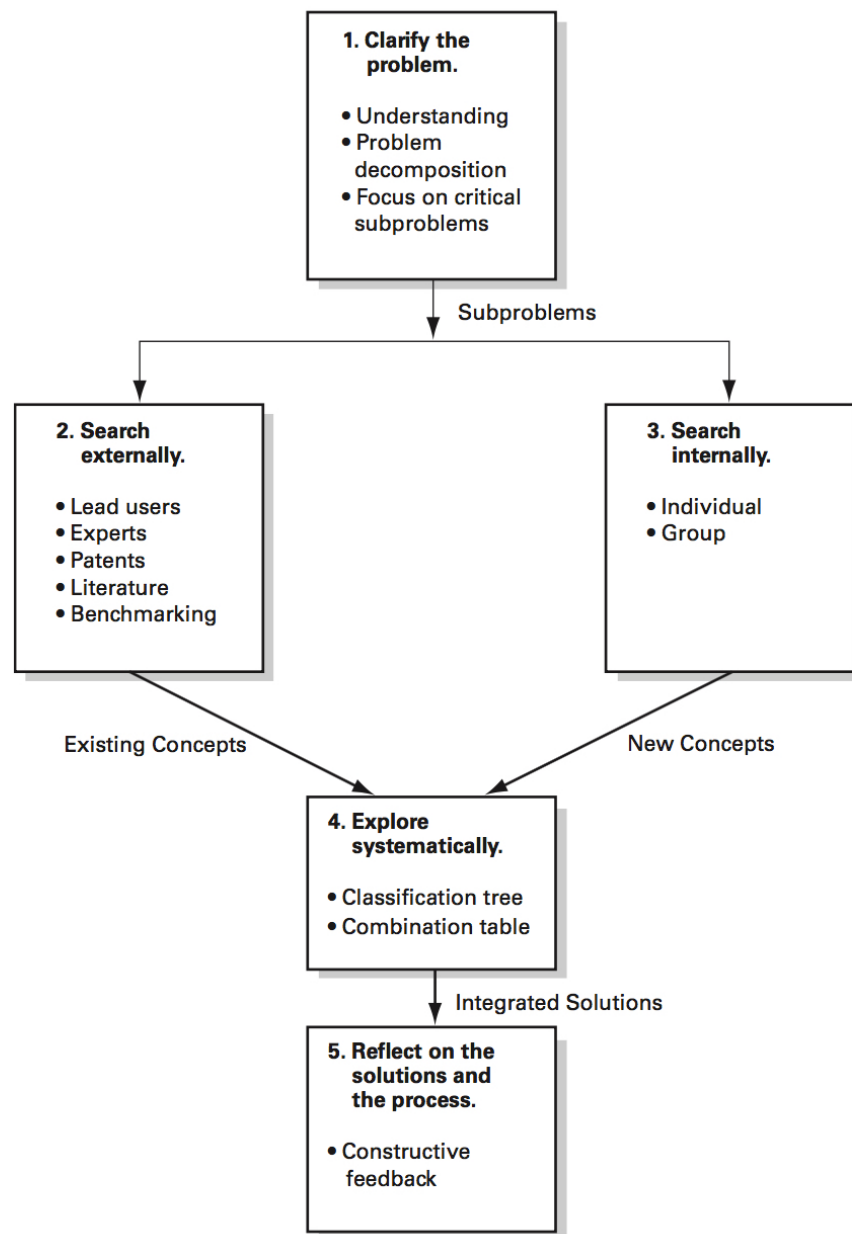 1. Clarify the
problem.
• Understanding
• Problem
decomposition
• Focus on critical
subproblems
Subproblems
2. Search
externally.
• Lead users
• Experts
• Patents
• Literature
• Benchmarking
3. Search
internally.
• Individual
• Group
Existing Concepts
New Concepts
4. Explore
systematically.
• Classification tree
• Combination table
Integrated Solutions
5. Reflect on the
solutions and
the process.
• Constructive
feedback